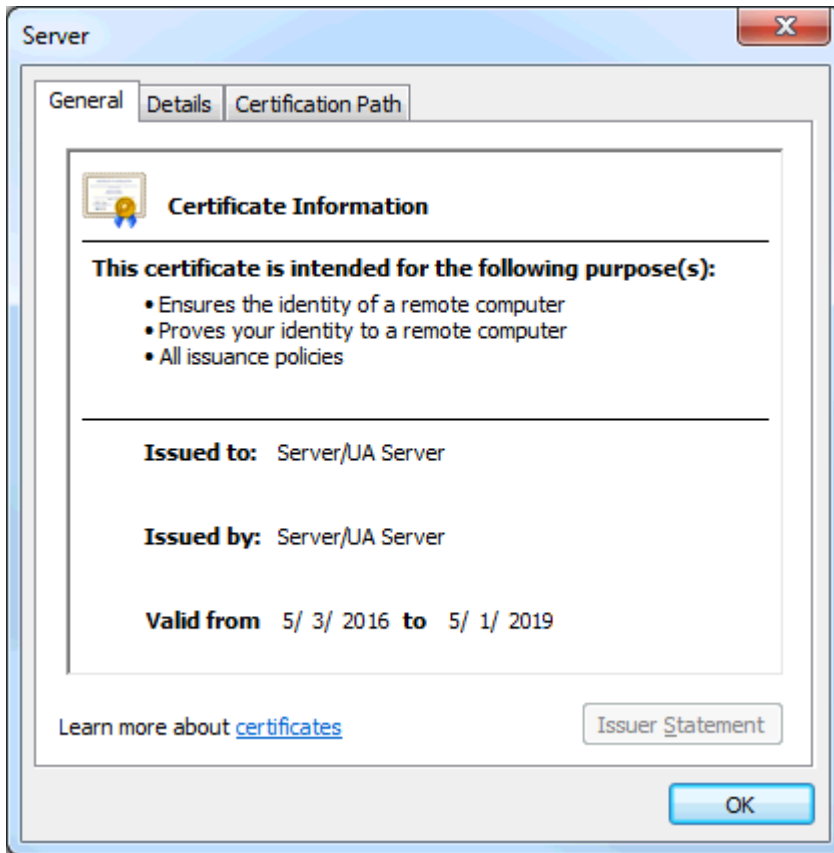 Server
General Details Certification Path
Certificate Information
This certificate is intended for the following purpose(s):
• Ensures the identity of a remote computer
• Proves your identity to a remote computer
• All issuance policies
Issued to: Server/UA Server
Issued by: Server/UA Server
Valid from 5/ 3/ 2016 to 5/ 1/ 2019
Learn more about certificates
Issuer Statement
OK